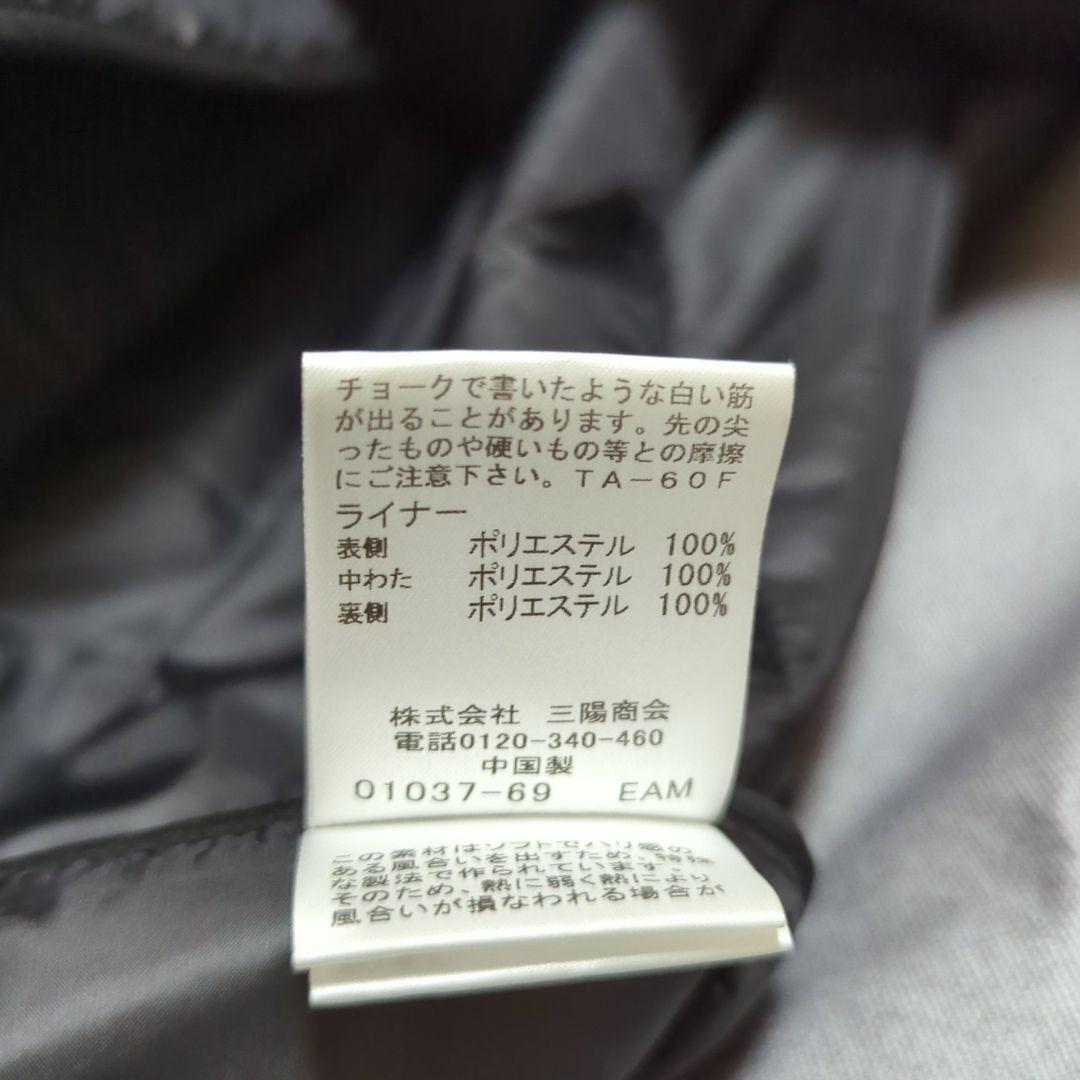 チョークで書いたような白い筋
が出ることがあります。先の尖
ったものや硬いもの等との摩擦
にご注意下さい。TA-60F
ライナー
表側 ポリエステル 100%
中わた ポリエステル 100%
裏側 ポリエステル 100%
株式会社 三陽商会
電話0120-340-460
中国製
01037-69 EAM
この素材はソフトでハリ感の
ある風合いを出すため、特殊
な製法で作られています。
そのため、熱に弱く熱により
風合いが損なわれる場合が